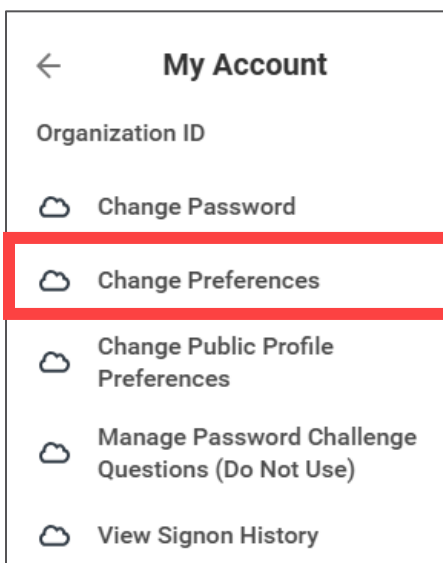 My Account
Organization ID
Change Password
Change Preferences
Change Public Profile
Preferences
Manage Password Challenge
Questions (Do Not Use)
View Signon History